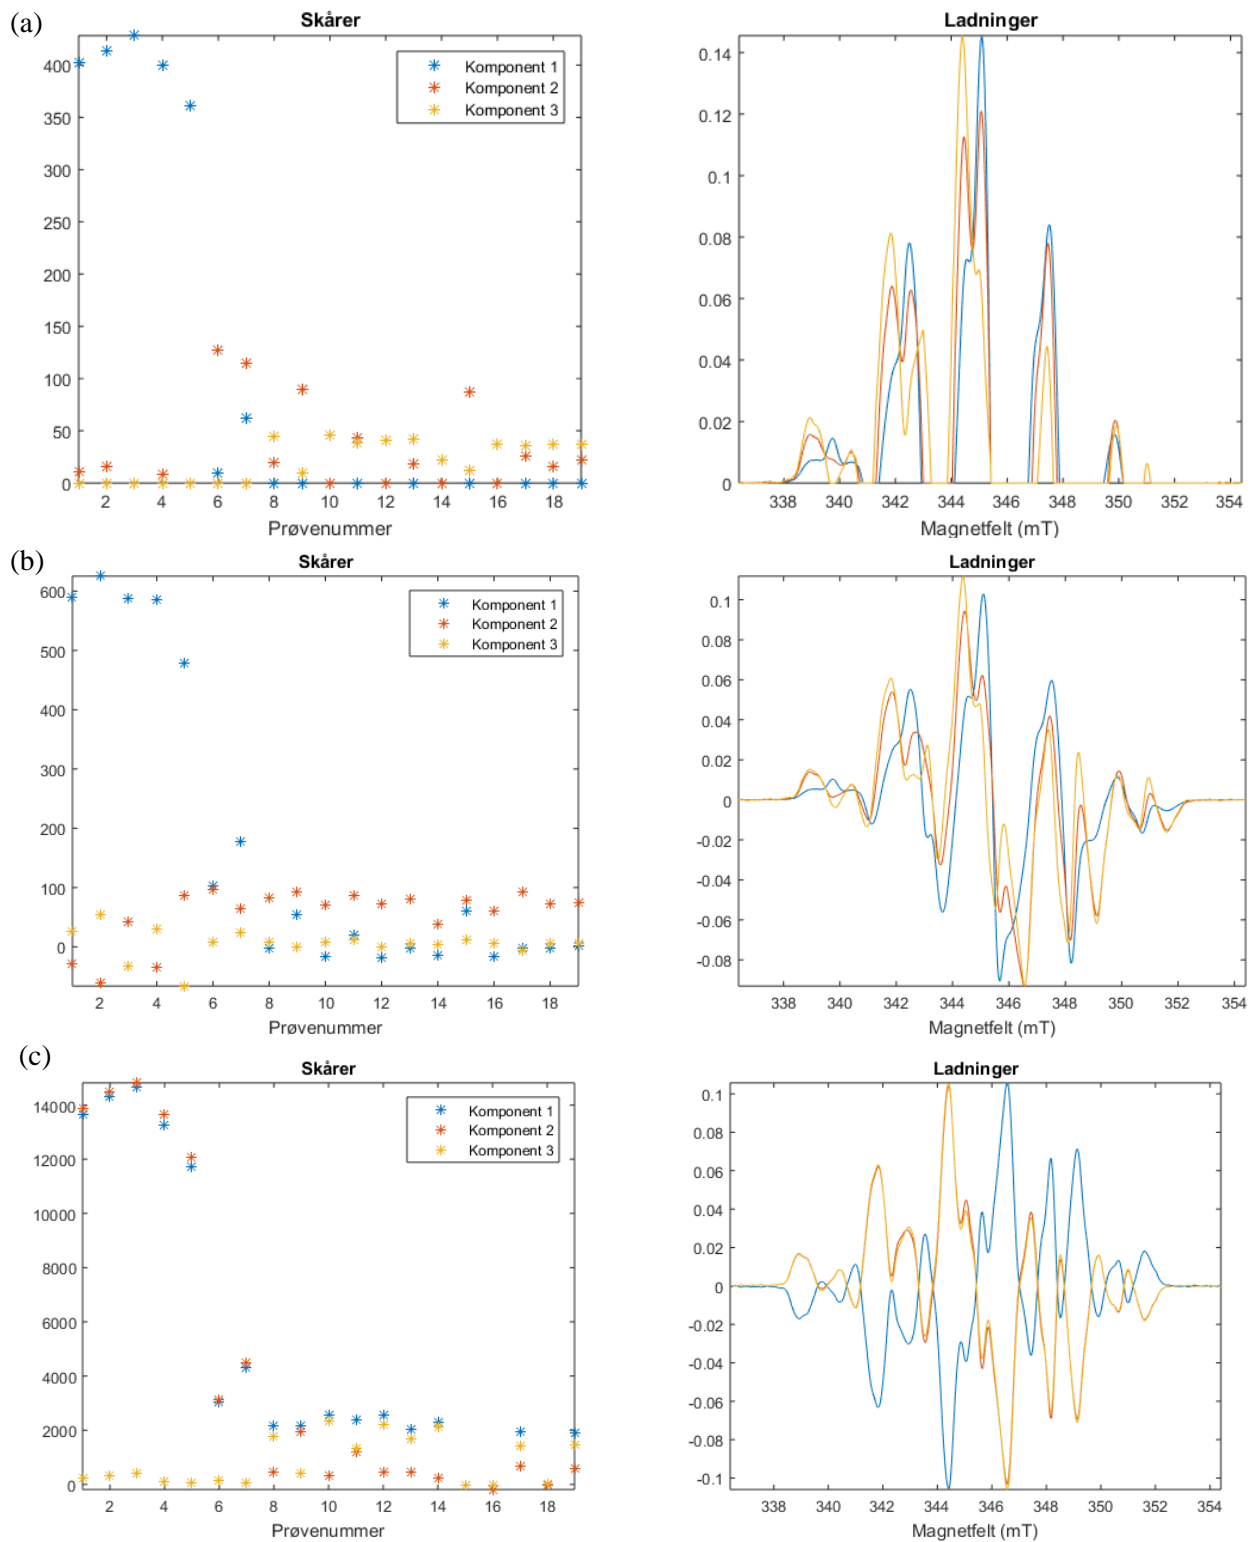 (a)
Skårer
400
350
300
250
200
150
100
50
0
2 4 6 8 10 12 14 16 18
Prøvenummer
Komponent 1
Komponent 2
Komponent 3
Ladninger
0.14
0.12
0.1
0.08
0.06
0.04
0.02
0
338 340 342 344 346 348 350 352 354
Magnetfelt (mT)
(b)
Skårer
600
500
400
300
200
100
0
2 4 6 8 10 12 14 16 18
Prøvenummer
Komponent 1
Komponent 2
Komponent 3
Ladninger
0.1
0.08
0.06
0.04
0.02
0
-0.02
-0.04
-0.06
-0.08
338 340 342 344 346 348 350 352 354
Magnetfelt (mT)
(c)
Skårer
14000
12000
10000
8000
6000
4000
2000
0
2 4 6 8 10 12 14 16 18
Prøvenummer
Komponent 1
Komponent 2
Komponent 3
Ladninger
0.1
0.08
0.06
0.04
0.02
0
-0.02
-0.04
-0.06
-0.08
-0.1
338 340 342 344 346 348 350 352 354
Magnetfelt (mT)